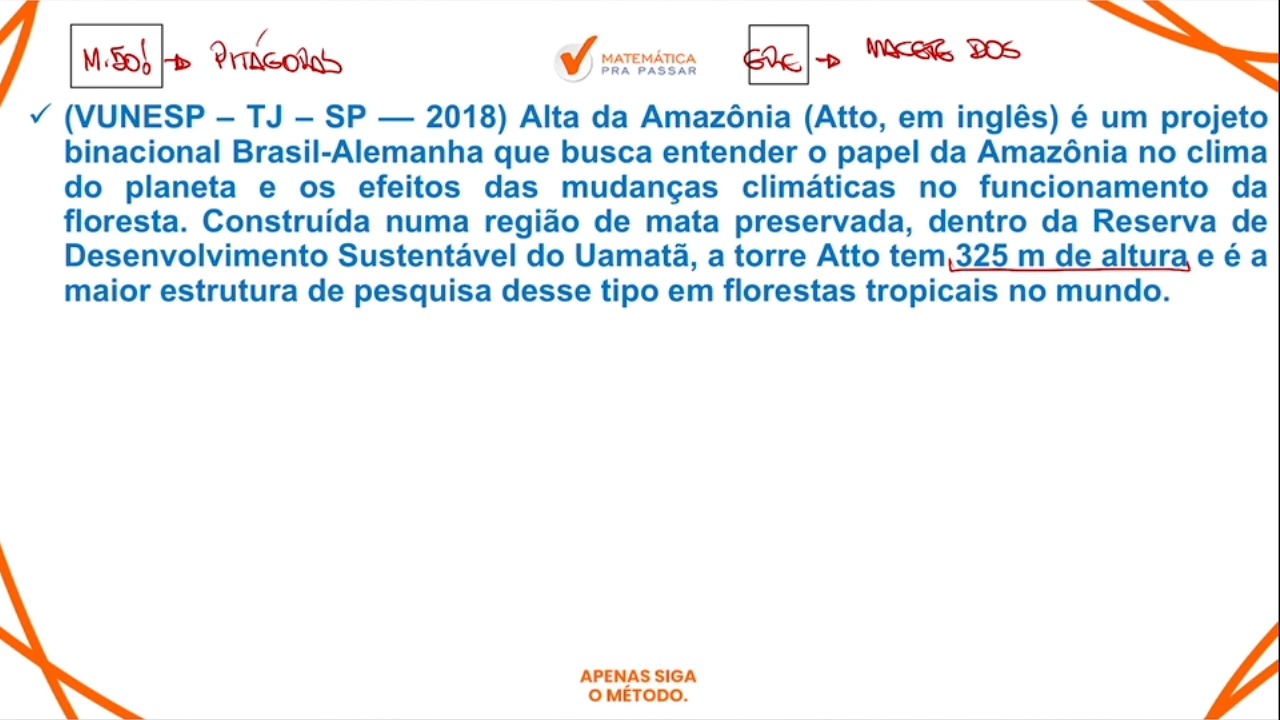 M.50! → PITÁGORAS
MATEMÁTICA
PRA PASSAR
→ MACETE DOS
✓ (VUNESP – TJ – SP –– 2018) Alta da Amazônia (Atto, em inglês) é um projeto
binacional Brasil-Alemanha que busca entender o papel da Amazônia no clima
do planeta e os efeitos das mudanças climáticas no funcionamento da
floresta. Construída numa região de mata preservada, dentro da Reserva de
Desenvolvimento Sustentável do Uamatã, a torre Atto tem 325 m de altura e é a
maior estrutura de pesquisa desse tipo em florestas tropicais no mundo.
APENAS SIGA
O MÉTODO.